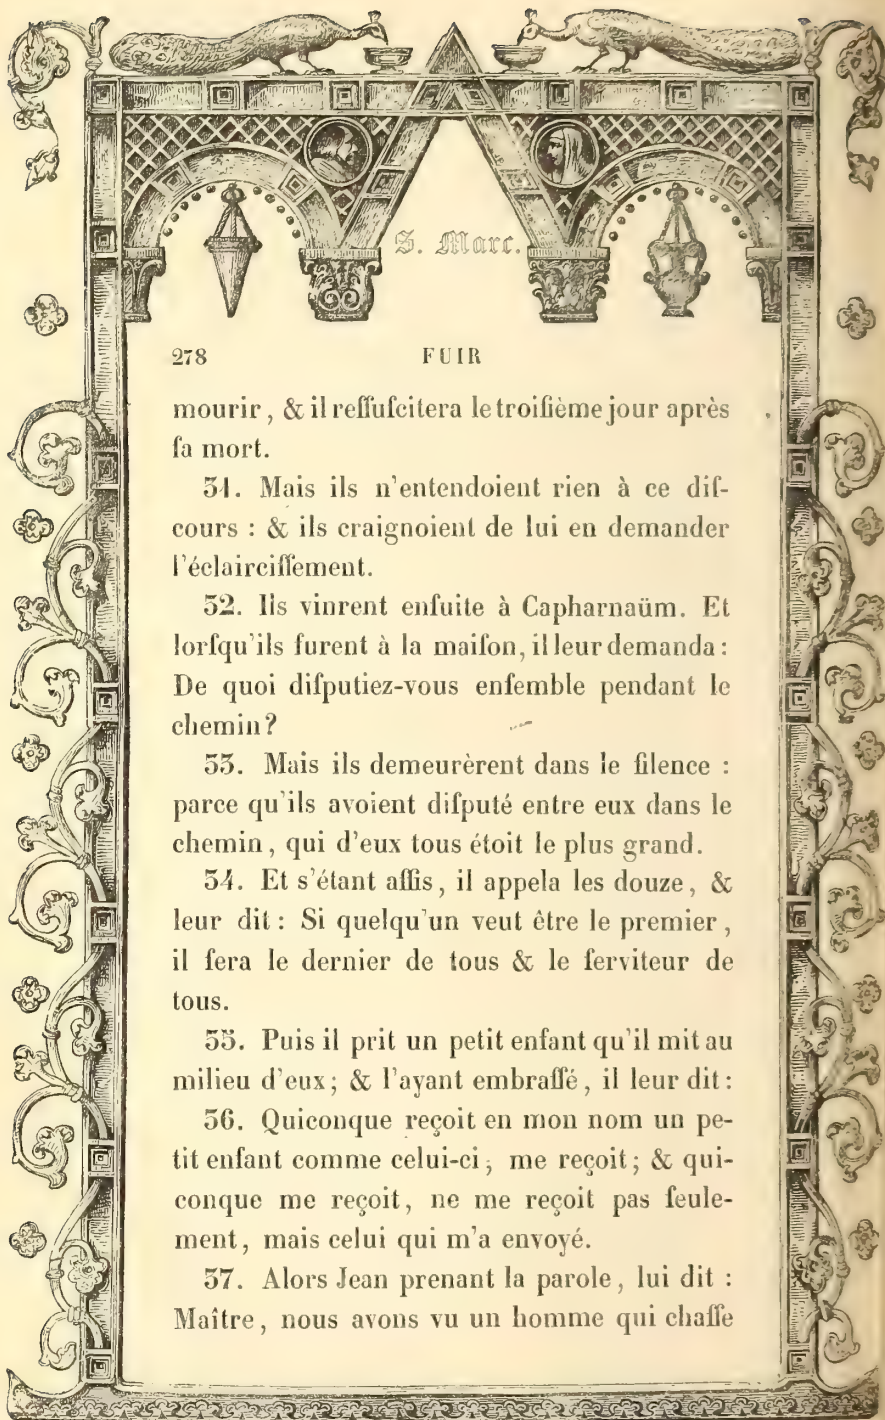 S. Marc.
278 FUIR
mourir, & il reſſuſcitera le troiſième jour après
ſa mort.
31. Mais ils n'entendoient rien à ce diſ-
cours : & ils craignoient de lui en demander
l'éclairciſſement.
32. Ils vinrent enſuite à Capharnaüm. Et
lorſqu'ils furent à la maiſon, il leur demanda :
De quoi diſputiez-vous enſemble pendant le
chemin?
33. Mais ils demeurèrent dans le ſilence :
parce qu'ils avoient diſputé entre eux dans le
chemin, qui d'eux tous étoit le plus grand.
34. Et s'étant aſſis, il appela les douze, &
leur dit : Si quelqu'un veut être le premier,
il ſera le dernier de tous & le ſerviteur de
tous.
35. Puis il prit un petit enfant qu'il mit au
milieu d'eux ; & l'ayant embraſſé, il leur dit :
36. Quiconque reçoit en mon nom un pe-
tit enfant comme celui-ci, me reçoit ; & qui-
conque me reçoit, ne me reçoit pas ſeule-
ment, mais celui qui m'a envoyé.
37. Alors Jean prenant la parole, lui dit :
Maître, nous avons vu un homme qui chaſſe